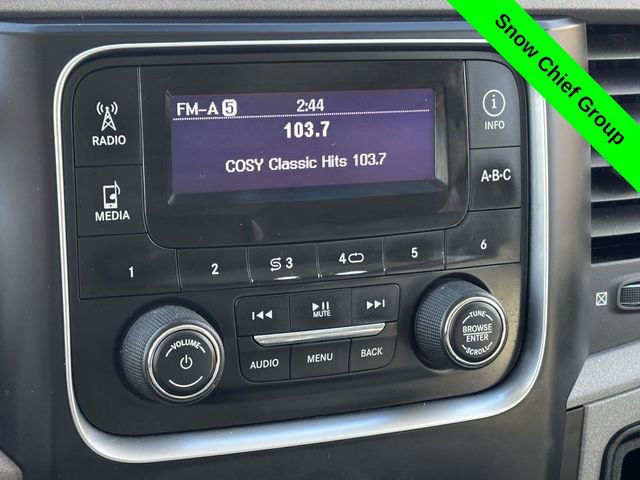 Snow Chief Group
FM-A 5 2:44
103.7
COSY Classic Hits 103.7
RADIO
MEDIA
INFO
A·B·C
1 2 3 4 5 6
MUTE
AUDIO MENU BACK
VOLUME
TUNE
BROWSE
ENTER
SCROLL